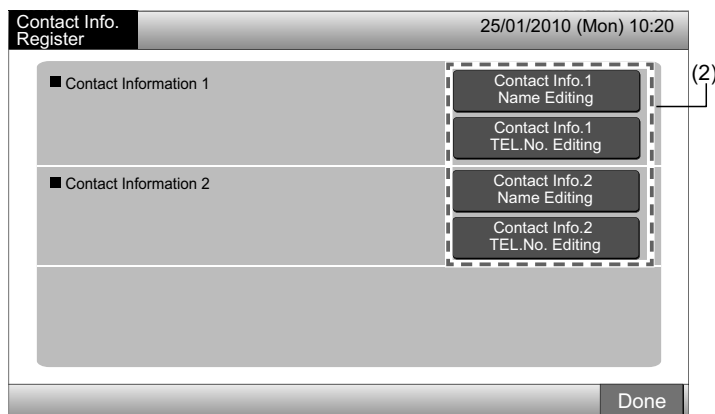 Contact Info.
Register
25/01/2010 (Mon) 10:20
(2)
■ Contact Information 1
Contact Info.1
Name Editing
Contact Info.1
TEL.No. Editing
■ Contact Information 2
Contact Info.2
Name Editing
Contact Info.2
TEL.No. Editing
Done